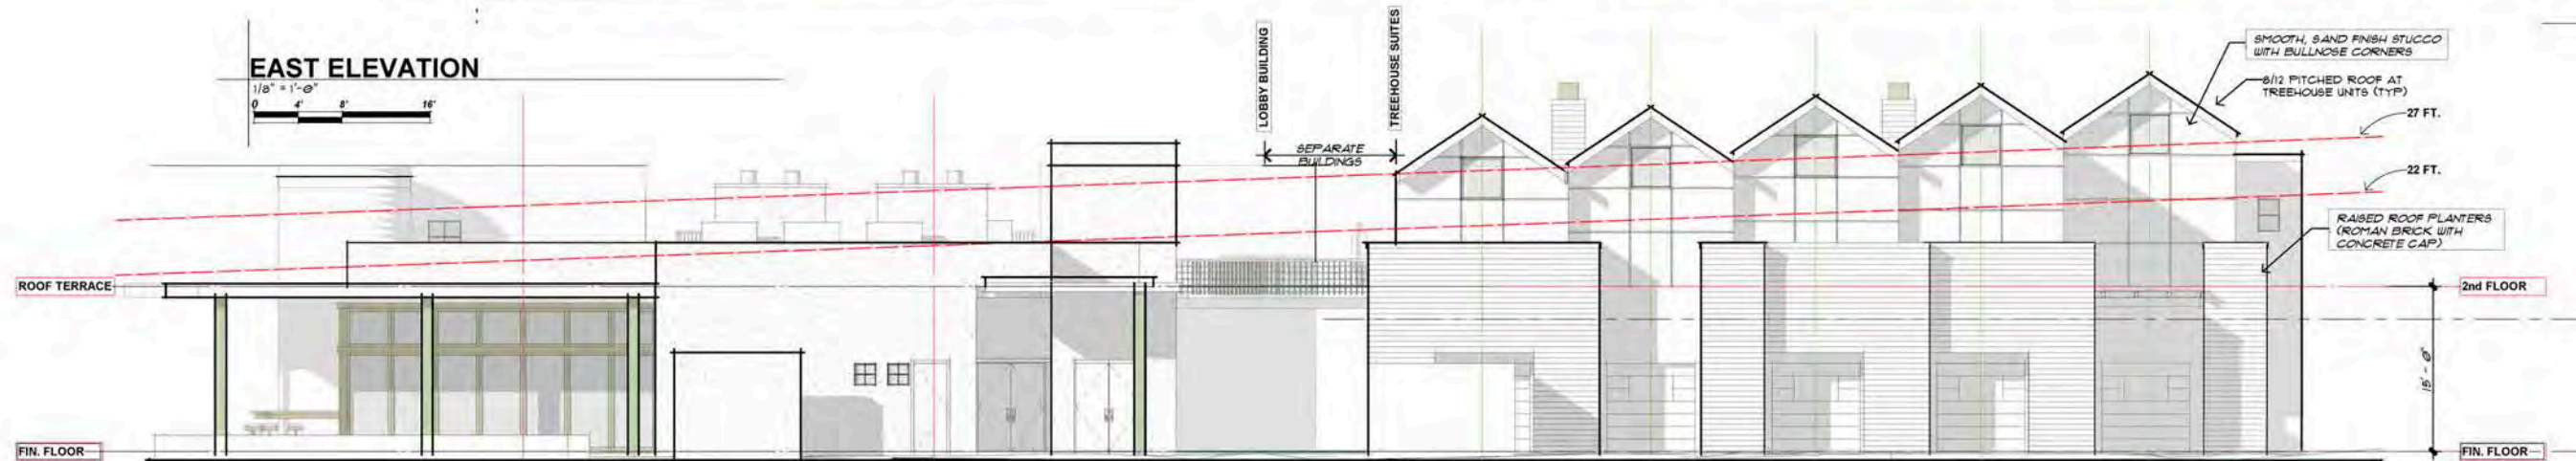 EAST ELEVATION
1/8" = 1'-0"
0 4' 8' 16'
LOBBY BUILDING
TREEHOUSE SUITES
SEPARATE
BUILDINGS
SMOOTH, SAND FINISH STUCCO
WITH BULLNOSE CORNERS
8/12 PITCHED ROOF AT
TREEHOUSE UNITS (TYP)
27 FT.
22 FT.
RAISED ROOF PLANTERS
(ROMAN BRICK WITH
CONCRETE CAP)
ROOF TERRACE
2nd FLOOR
15' - 0"
FIN. FLOOR
FIN. FLOOR